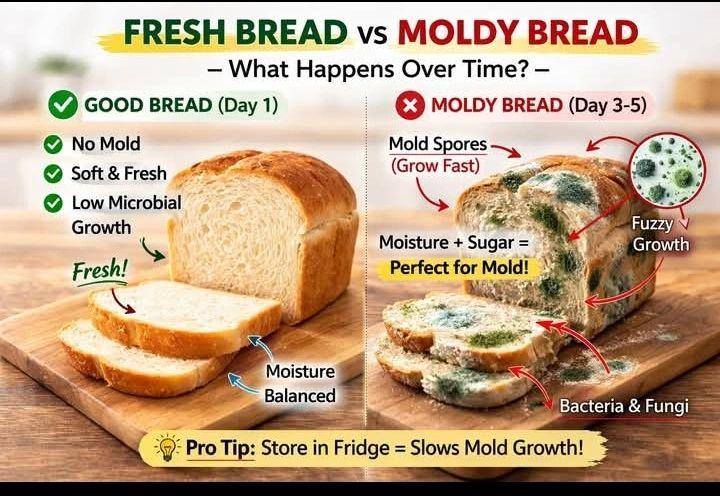 FRESH BREAD vs MOLDY BREAD
– What Happens Over Time? –
GOOD BREAD (Day 1)
No Mold
Soft & Fresh
Low Microbial
Growth
Fresh!
Moisture
Balanced
MOLDY BREAD (Day 3-5)
Mold Spores
(Grow Fast)
Fuzzy
Growth
Moisture + Sugar =
Perfect for Mold!
Bacteria & Fungi
Pro Tip: Store in Fridge = Slows Mold Growth!